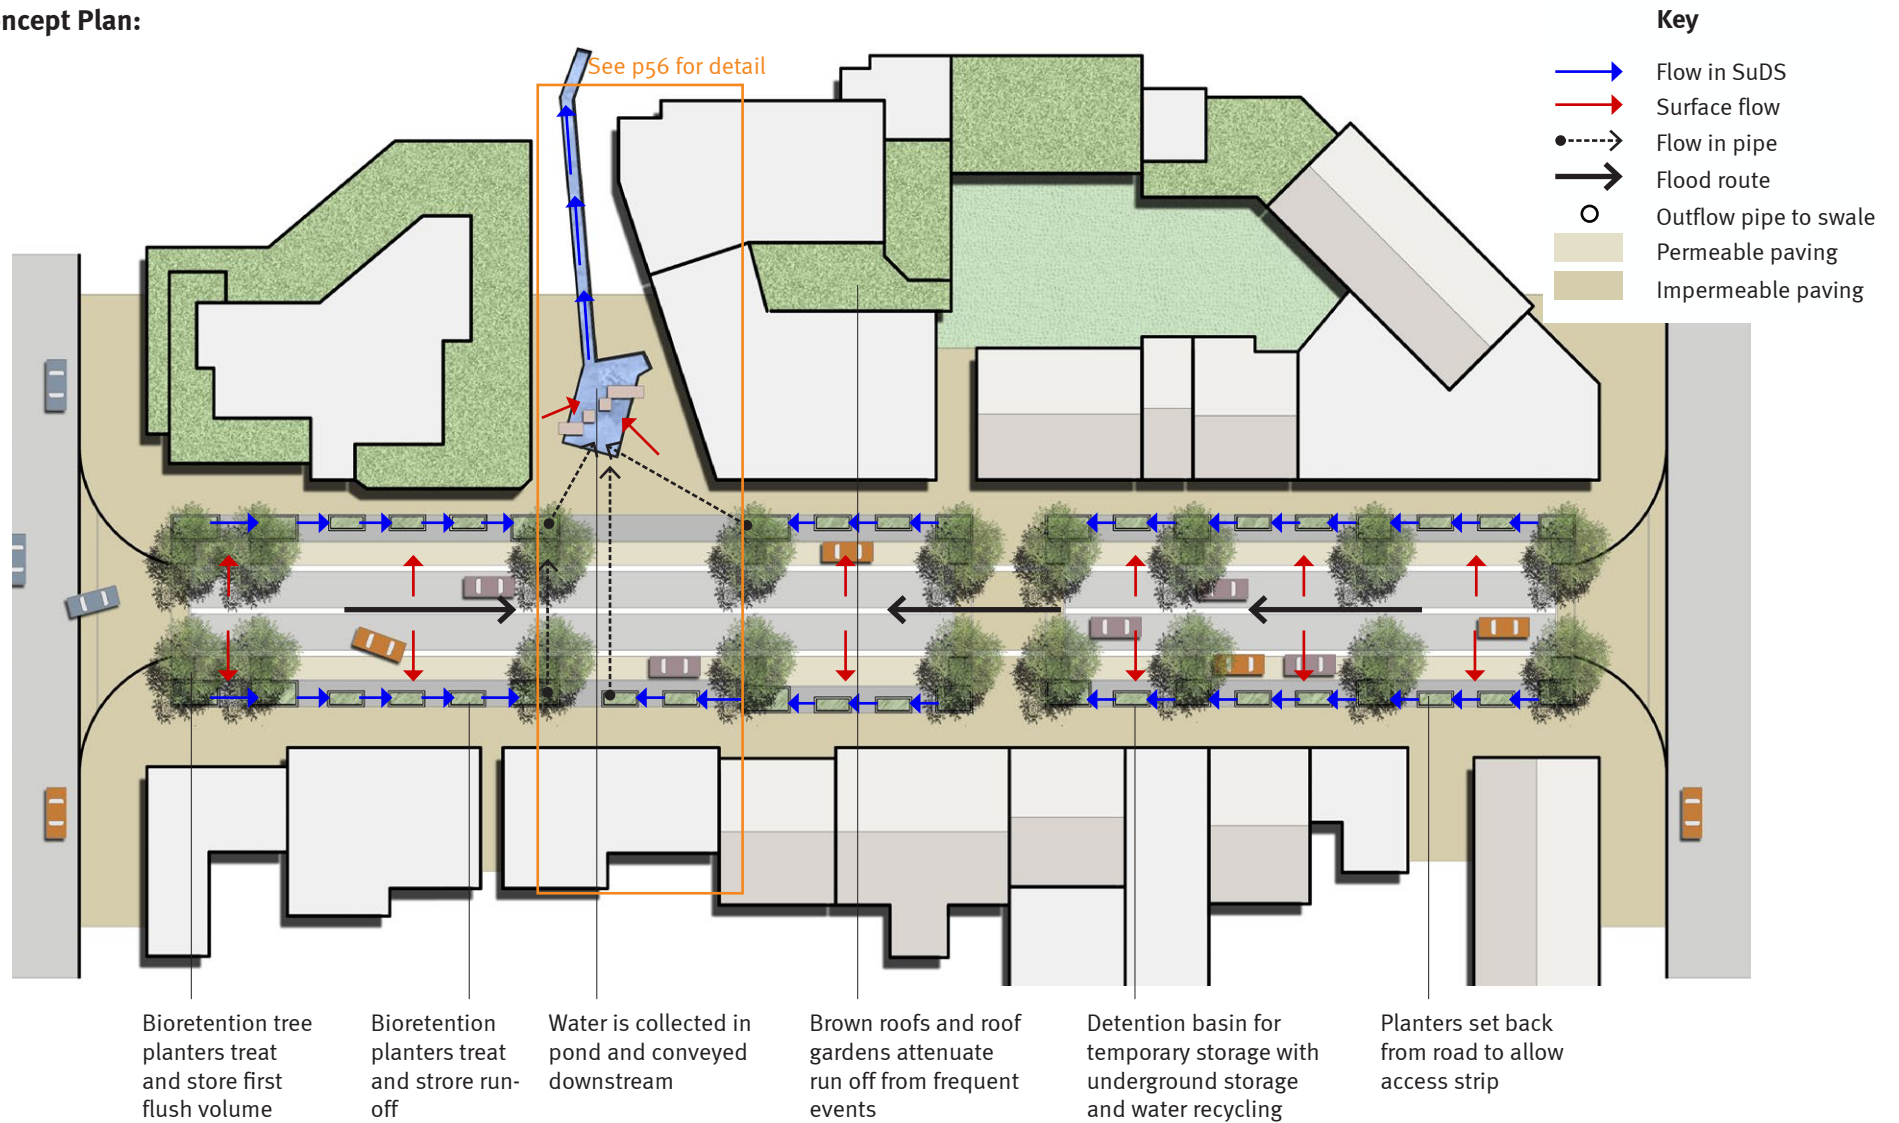 ncept Plan:
See p56 for detail
Key
Flow in SuDS
Surface flow
Flow in pipe
Flood route
Outflow pipe to swale
Permeable paving
Impermeable paving
Bioretention tree
planters treat
and store first
flush volume
Bioretention
planters treat
and strore run-
off
Water is collected in
pond and conveyed
downstream
Brown roofs and roof
gardens attenuate
run off from frequent
events
Detention basin for
temporary storage with
underground storage
and water recycling
Planters set back
from road to allow
access strip